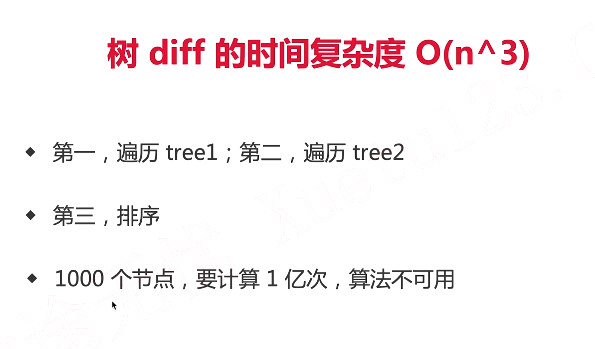 树 diff 的时间复杂度 O(n^3)
第一，遍历 tree1；第二，遍历 tree2
第三，排序
1000 个节点，要计算 1 亿次，算法不可用